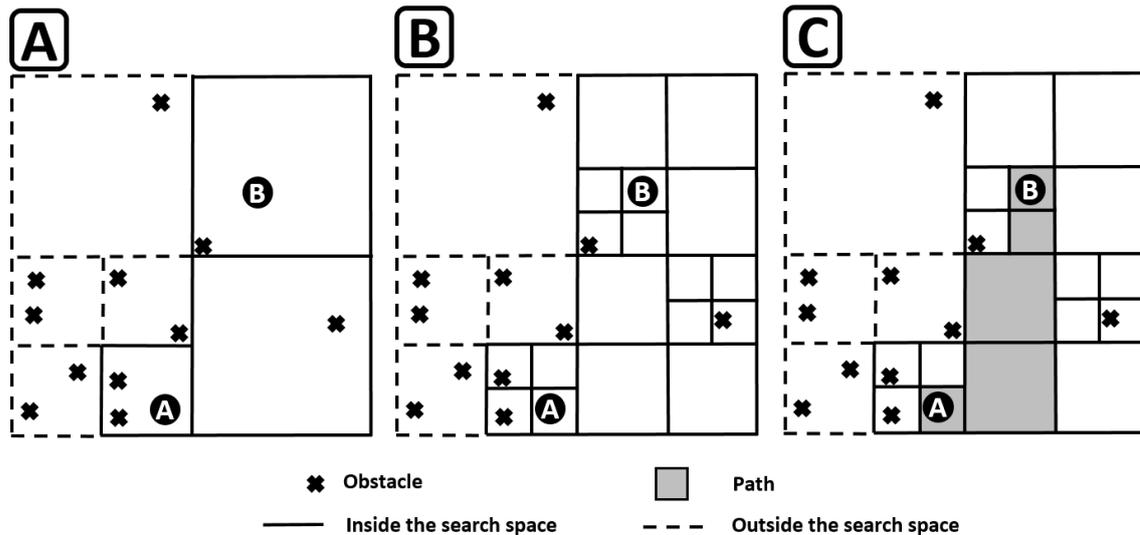 A B C
B B B
A A A
Obstacle Path
Inside the search space Outside the search space